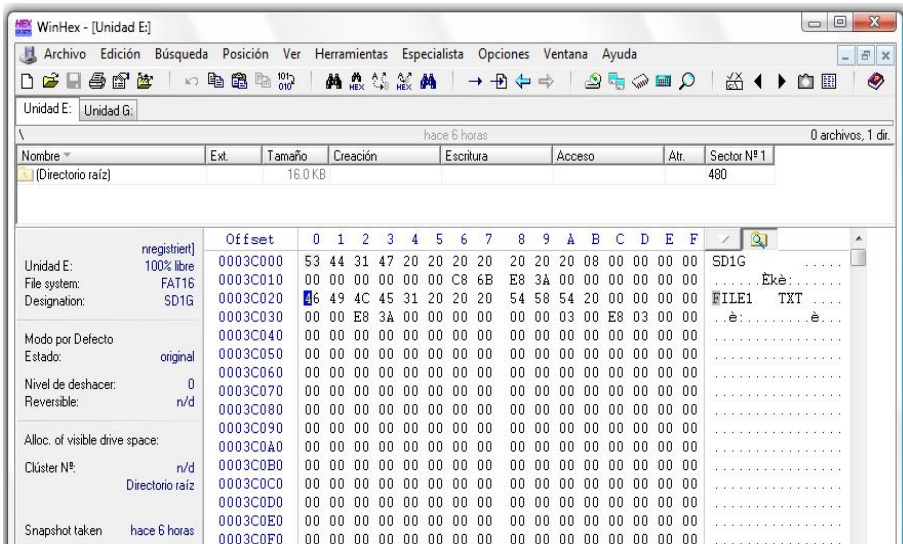 WinHex - [Unidad E:]
Archivo Edición Búsqueda Posición Ver Herramientas Especialista Opciones Ventana Ayuda
Unidad E: Unidad G:
\ hace 6 horas 0 archivos, 1 dir.
Nombre Ext. Tamaño Creación Escritura Acceso Atr. Sector Nº 1
(Directorio raíz) 16.0 KB 480
nregistriert]
Unidad E: 100% libre
File system: FAT16
Designation: SD1G
Modo por Defecto
Estado: original
Nivel de deshacer: 0
Reversible: n/d
Alloc. of visible drive space:
Clúster Nº: n/d
Directorio raíz
Snapshot taken hace 6 horas
Offset 0 1 2 3 4 5 6 7 8 9 A B C D E F
0003C000 53 44 31 47 20 20 20 20 20 20 20 08 00 00 00 00 SD1G .....
0003C010 00 00 00 00 00 00 C8 6B E8 3A 00 00 00 00 00 00 ......Èkè:......
0003C020 46 49 4C 45 31 20 20 20 54 58 54 20 00 00 00 00 FILE1 TXT ....
0003C030 00 00 E8 3A 00 00 00 00 00 00 03 00 E8 03 00 00 ..è:........è...
0003C040 00 00 00 00 00 00 00 00 00 00 00 00 00 00 00 00 ................
0003C050 00 00 00 00 00 00 00 00 00 00 00 00 00 00 00 00 ................
0003C060 00 00 00 00 00 00 00 00 00 00 00 00 00 00 00 00 ................
0003C070 00 00 00 00 00 00 00 00 00 00 00 00 00 00 00 00 ................
0003C080 00 00 00 00 00 00 00 00 00 00 00 00 00 00 00 00 ................
0003C090 00 00 00 00 00 00 00 00 00 00 00 00 00 00 00 00 ................
0003C0A0 00 00 00 00 00 00 00 00 00 00 00 00 00 00 00 00 ................
0003C0B0 00 00 00 00 00 00 00 00 00 00 00 00 00 00 00 00 ................
0003C0C0 00 00 00 00 00 00 00 00 00 00 00 00 00 00 00 00 ................
0003C0D0 00 00 00 00 00 00 00 00 00 00 00 00 00 00 00 00 ................
0003C0E0 00 00 00 00 00 00 00 00 00 00 00 00 00 00 00 00 ................
0003C0F0 00 00 00 00 00 00 00 00 00 00 00 00 00 00 00 00 ................